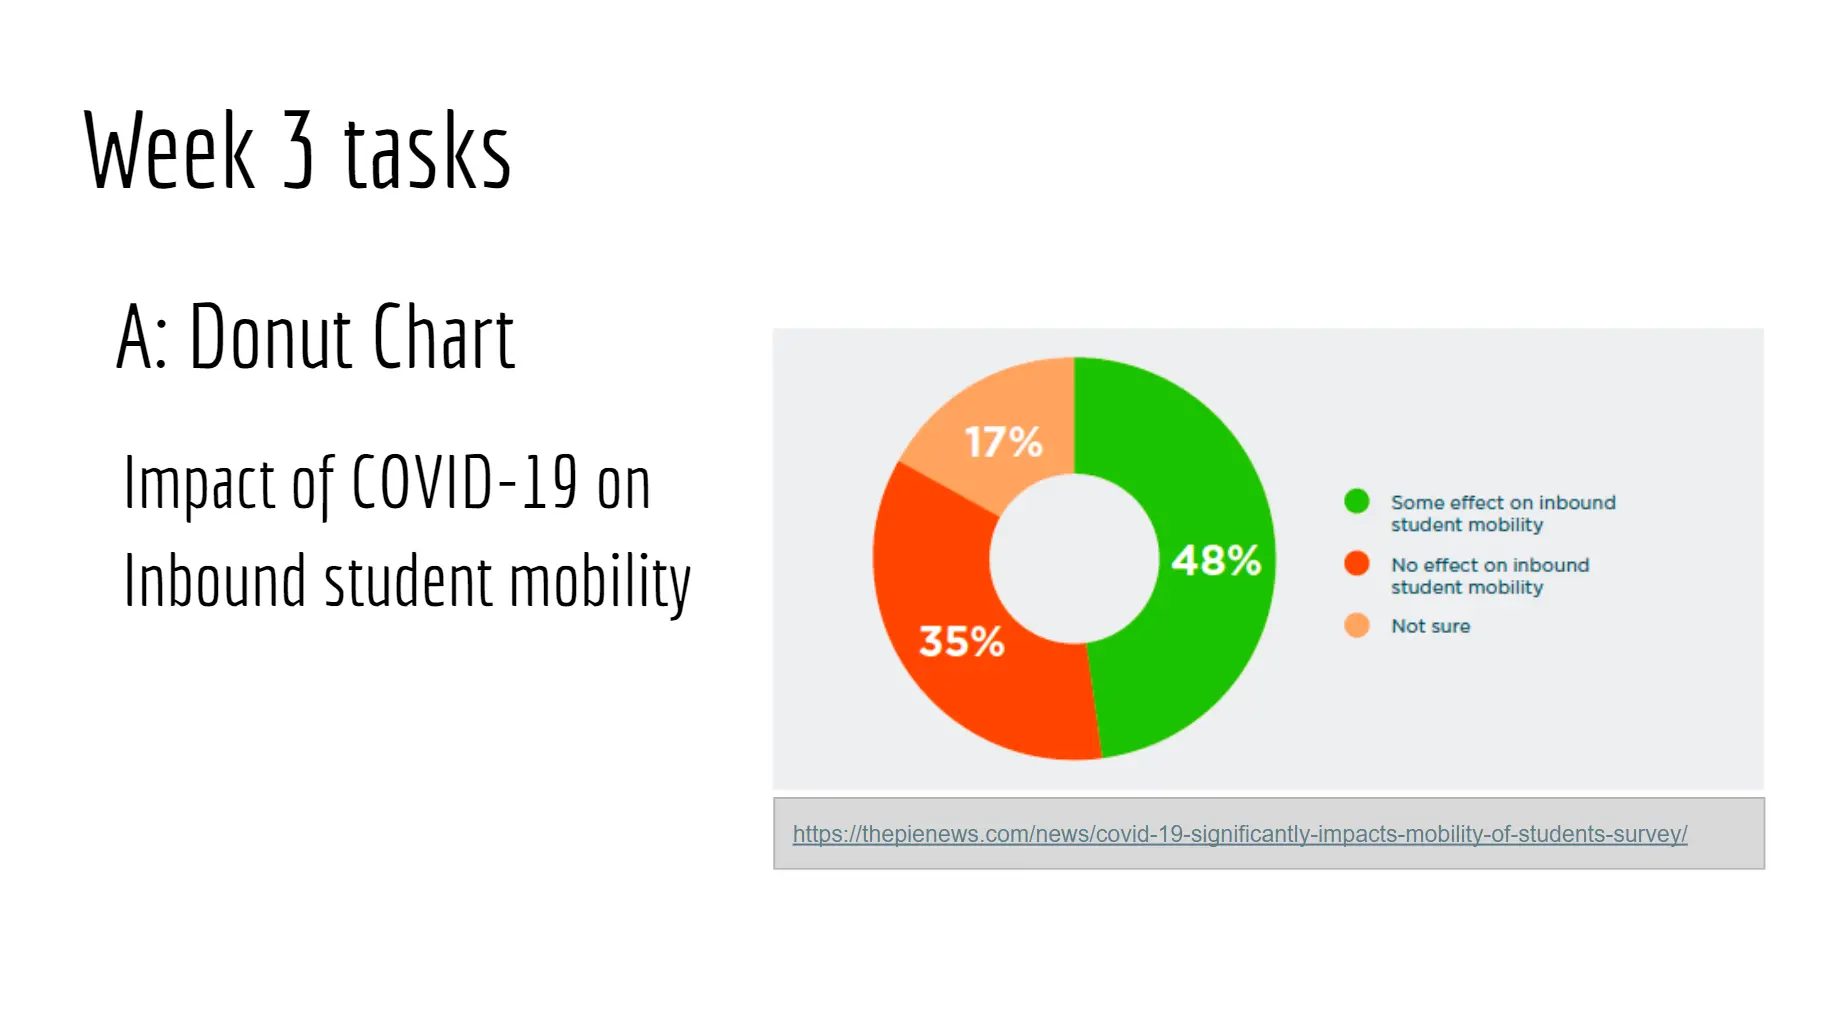 Week 3 tasks
A: Donut Chart
Impact of COVID-19 on
Inbound student mobility
17%
48%
35%
Some effect on inbound
student mobility
No effect on inbound
student mobility
Not sure
https://thepienews.com/news/covid-19-significantly-impacts-mobility-of-students-survey/